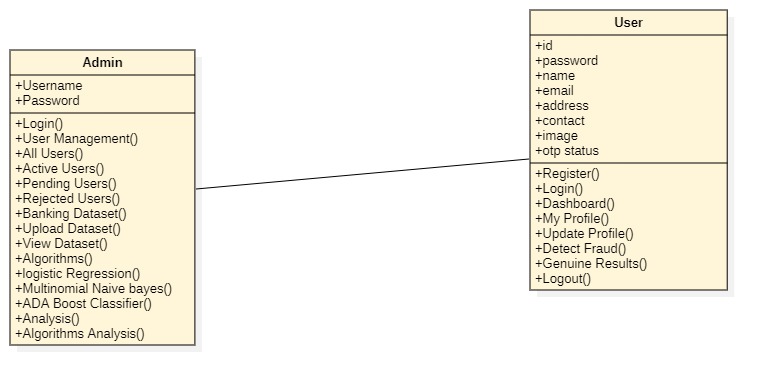 Admin
+Username
+Password
+Login()
+User Management()
+All Users()
+Active Users()
+Pending Users()
+Rejected Users()
+Banking Dataset()
+Upload Dataset()
+View Dataset()
+Algorithms()
+logistic Regression()
+Multinomial Naive bayes()
+ADA Boost Classifier()
+Analysis()
+Algorithms Analysis()
User
+id
+password
+name
+email
+address
+contact
+image
+otp status
+Register()
+Login()
+Dashboard()
+My Profile()
+Update Profile()
+Detect Fraud()
+Genuine Results()
+Logout()